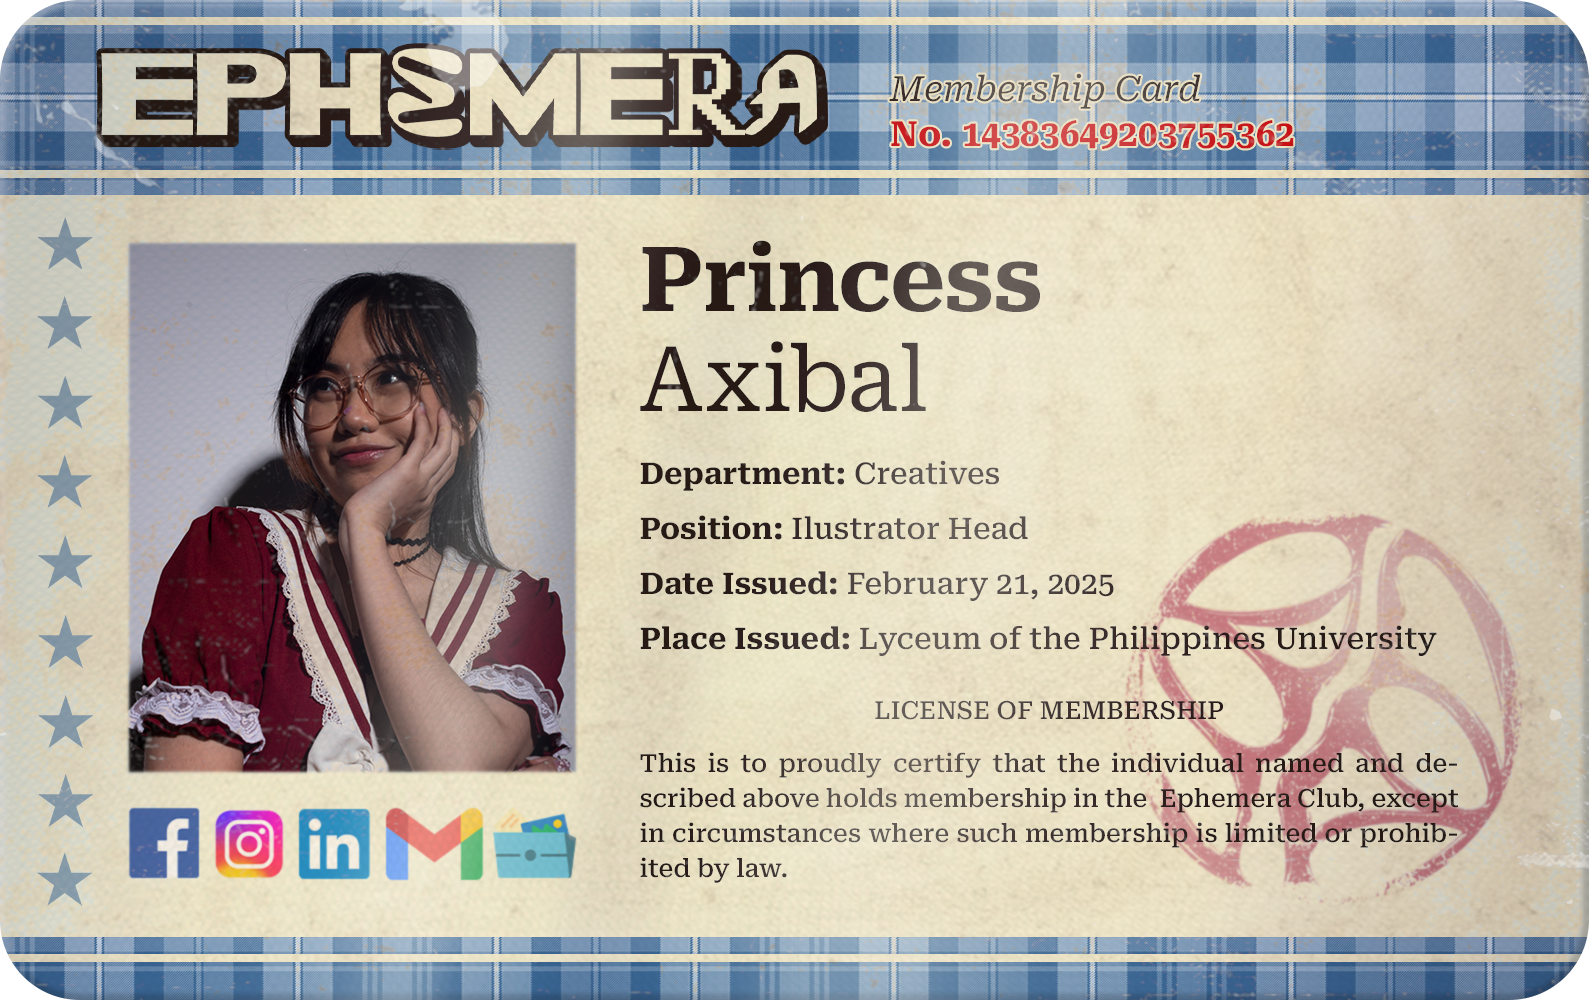 EPHEMERA
Membership Card
No. 14383649203755362
Princess
Axibal
Department: Creatives
Position: Ilustrator Head
Date Issued: February 21, 2025
Place Issued: Lyceum of the Philippines University
LICENSE OF MEMBERSHIP
This is to proudly certify that the individual named and de-
scribed above holds membership in the Ephemera Club, except
in circumstances where such membership is limited or prohib-
ited by law.
f
in